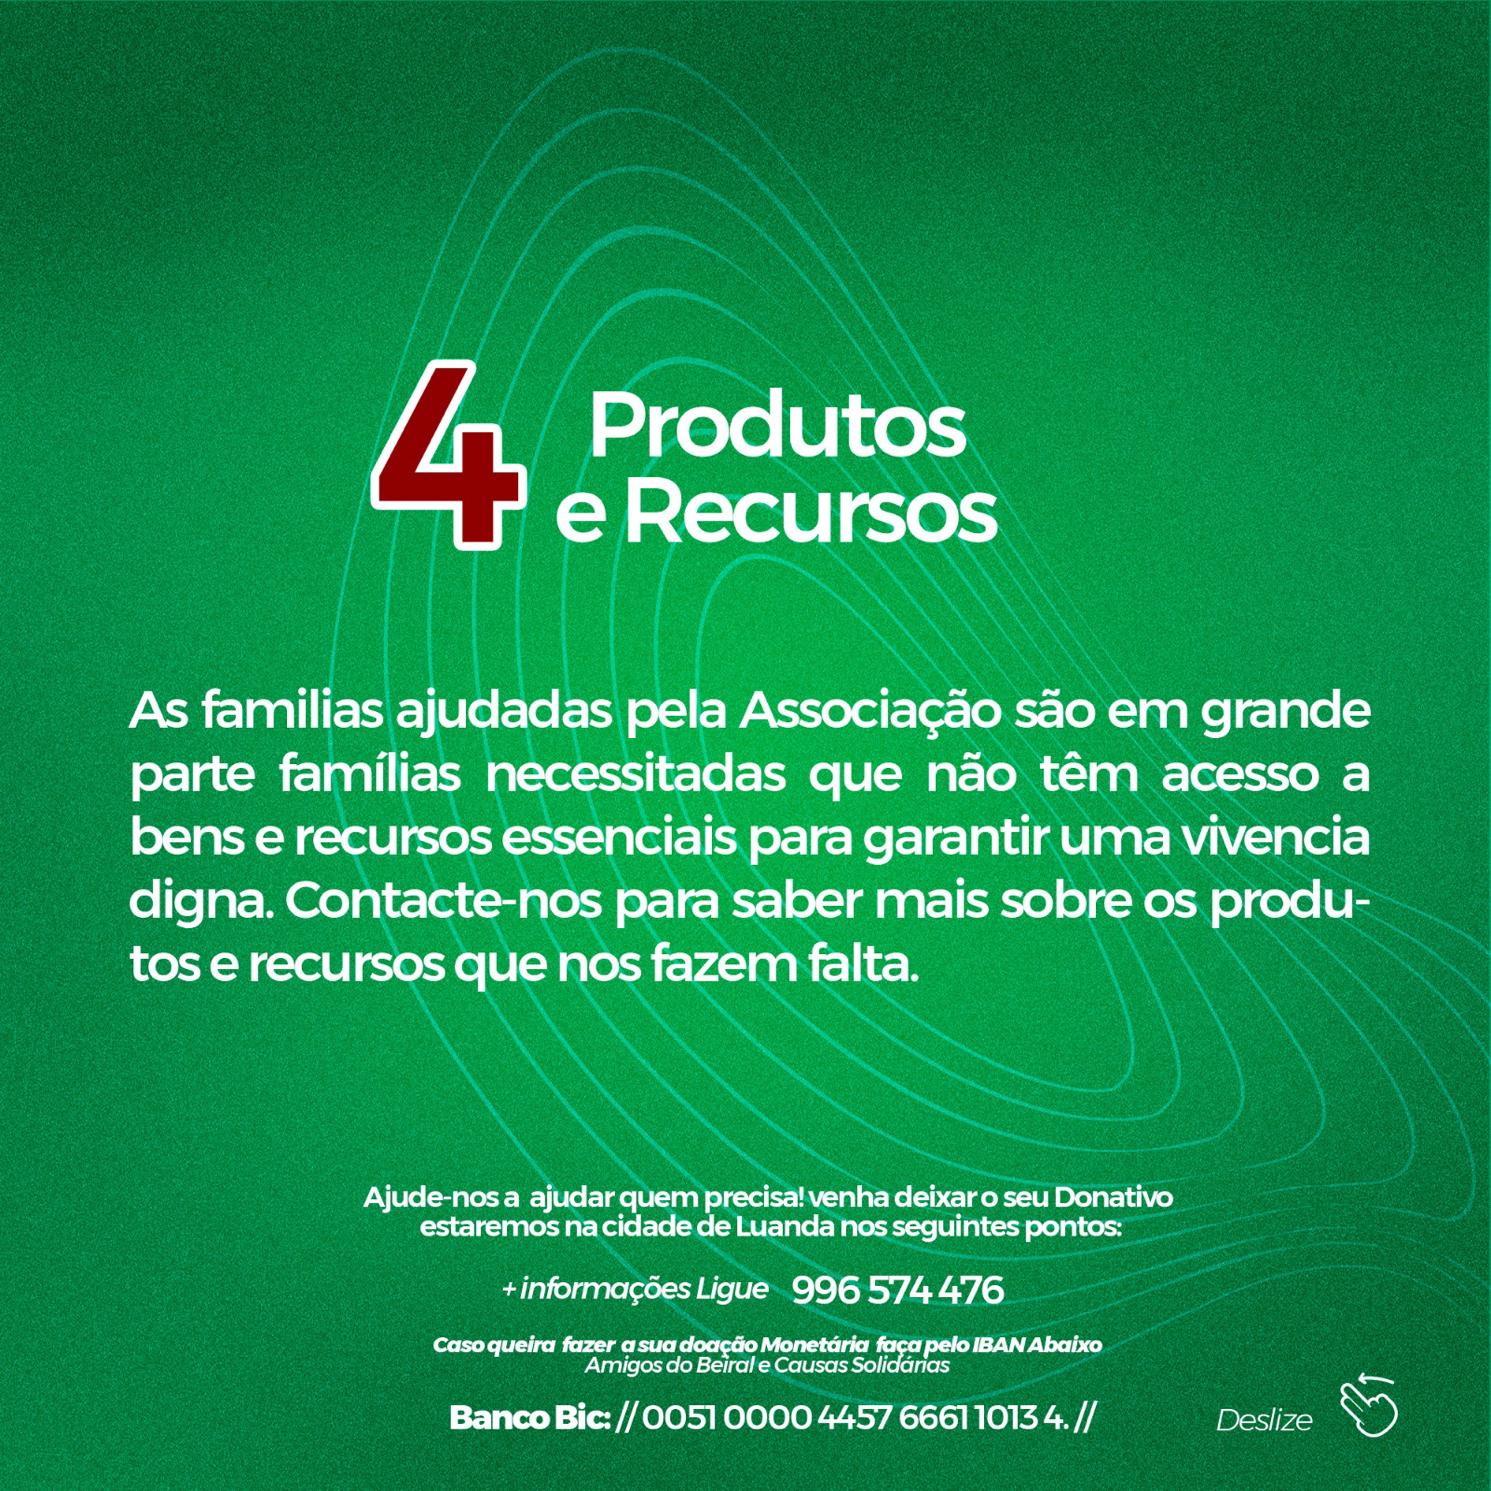 4
Produtos
e Recursos
As familias ajudadas pela Associação são em grande
parte famílias necessitadas que não têm acesso a
bens e recursos essenciais para garantir uma vivencia
digna. Contacte-nos para saber mais sobre os produ-
tos e recursos que nos fazem falta.
Ajude-nos a ajudar quem precisa! venha deixar o seu Donativo
estaremos na cidade de Luanda nos seguintes pontos:
+ informações Ligue 996 574 476
Caso queira fazer a sua doação Monetária faça pelo IBAN Abaixo
Amigos do Beiral e Causas Solidárias
Banco Bic: // 0051 0000 4457 6661 1013 4. //
Deslize